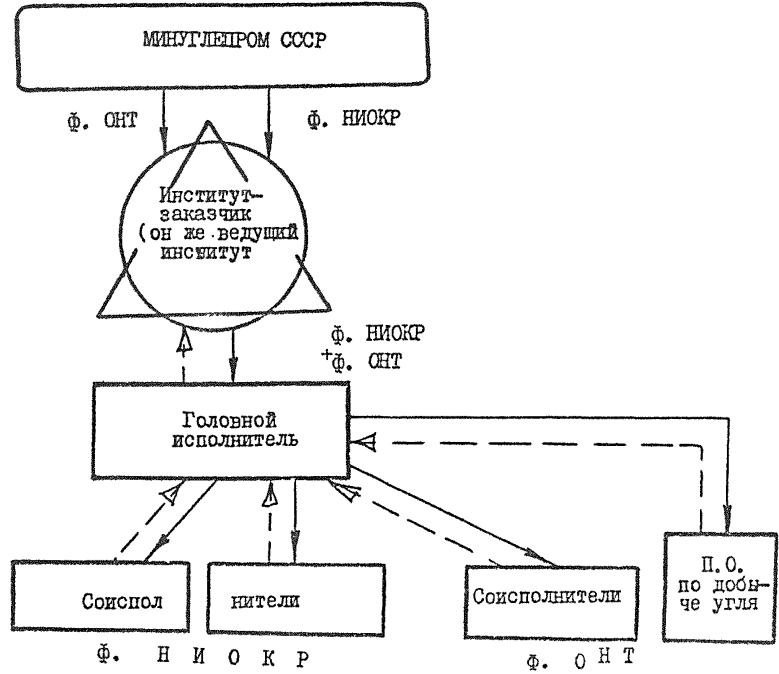 МИНУГЛЕПРОМ СССР
Ф. ОНТ
Ф. НИОКР
Институт-
заказчик
(он же ведущий
институт
Ф. НИОКР
+Ф. ОНТ
Головной
исполнитель
Соиспол
нители
Соисполнители
П.О.
по добы-
че угля
Ф. Н И О К Р
Ф. О Н Т